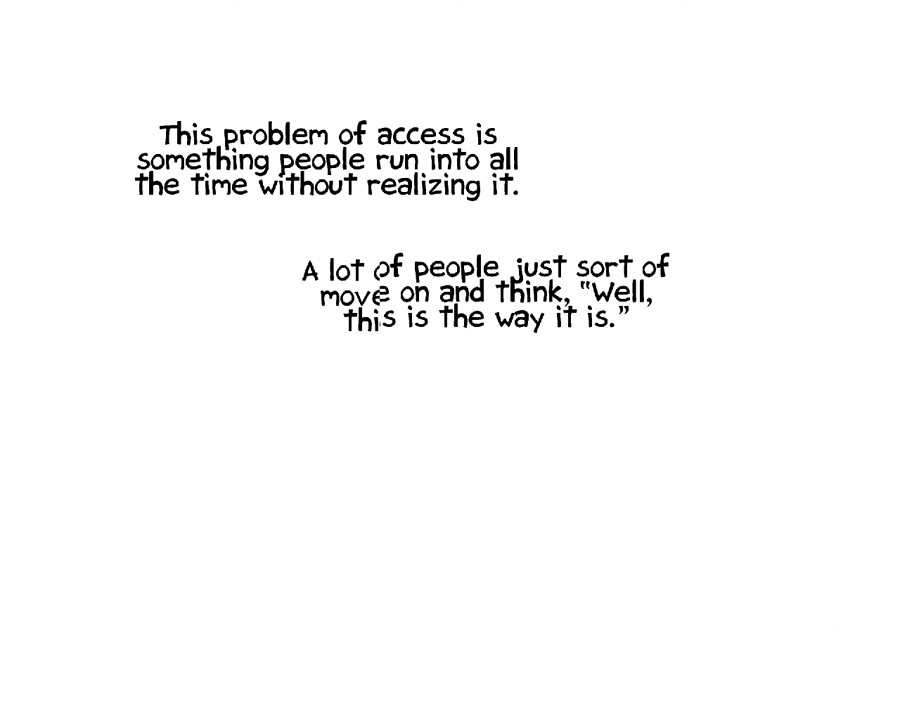 This problem of access is
something people run into all
the time without realizing it.
A lot of people just sort of
move on and think, "Well,
this is the way it is."